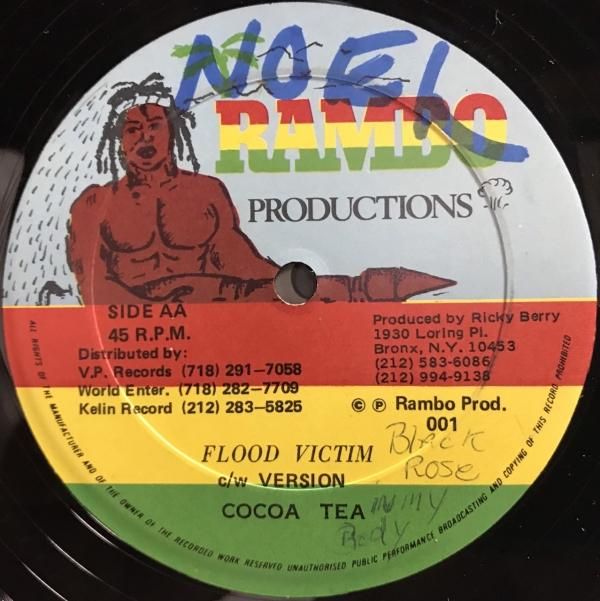 NOEL
RAMBO
PRODUCTIONS
SIDE AA
45 R.P.M.
Distributed by:
V.P. Records (718) 291-7058
World Enter. (718) 282-7709
Kelin Record (212) 283-5825
Produced by Ricky Berry
1930 Loring Pl.
Bronx, N.Y. 10453
(212) 583-6086
(212) 994-9138
© ℗ Rambo Prod.
001
FLOOD VICTIM
c/w VERSION
COCOA TEA
Black
Rose
IN MY
Body
ALL RIGHTS OF THE MANUFACTURER AND OF THE OWNER OF THE RECORDED WORK RESERVED UNAUTHORISED PUBLIC PERFORMANCE BROADCASTING AND COPYING OF THIS RECORD PROHIBITED